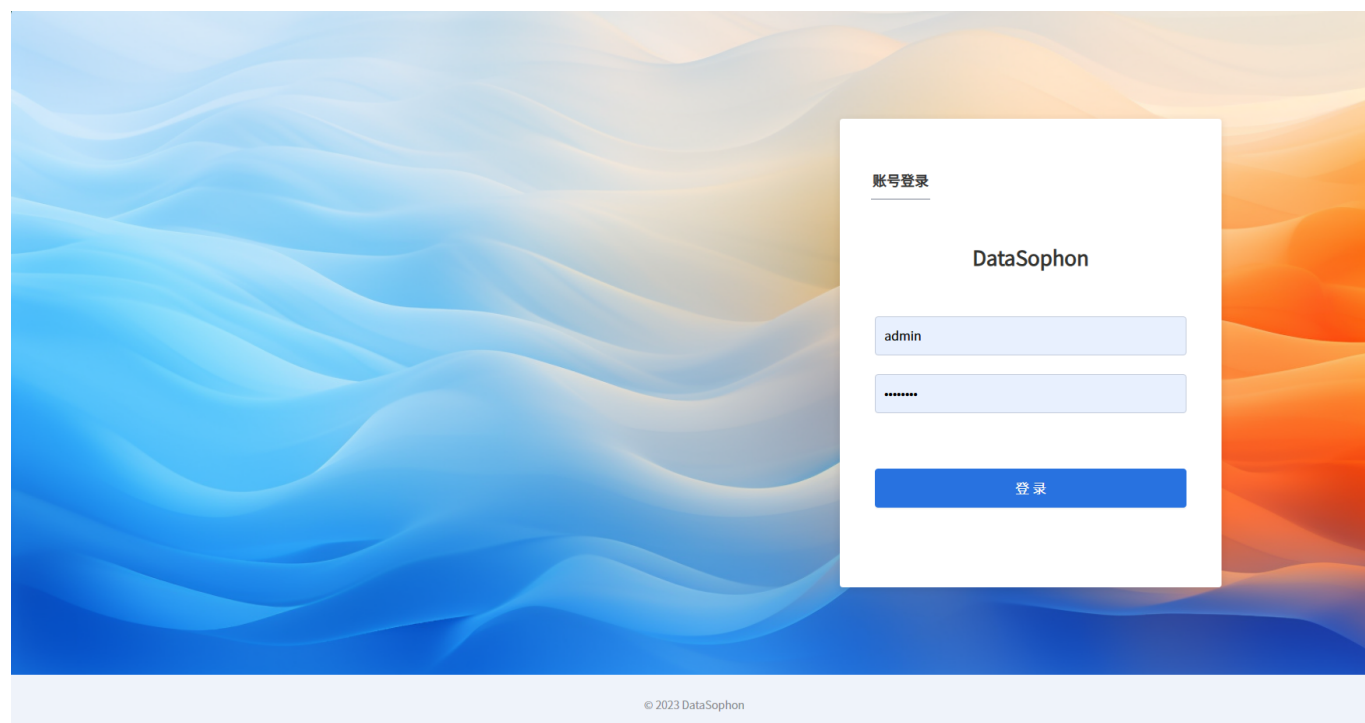 账号登录
DataSophon
admin
••••••••
登 录
© 2023 DataSophon